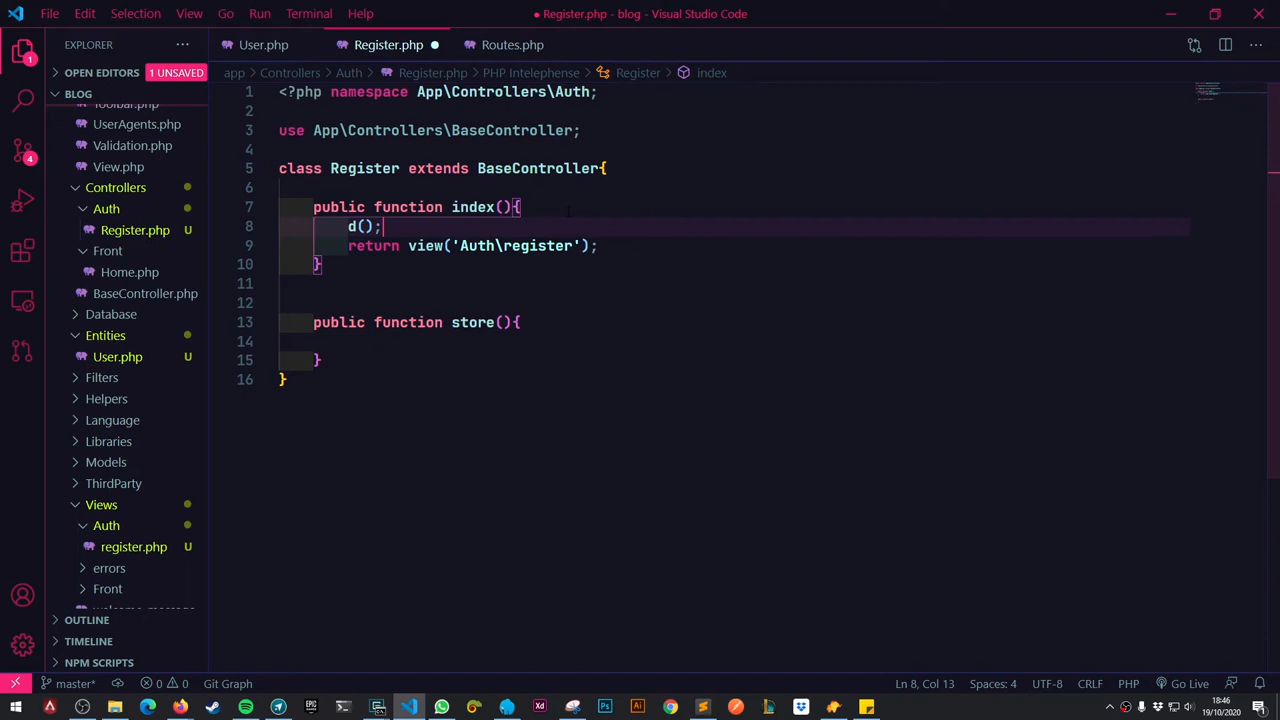 File Edit Selection View Go Run Terminal Help
● Register.php - blog - Visual Studio Code
EXPLORER
User.php
Register.php
Routes.php
OPEN EDITORS 1 UNSAVED
app > Controllers > Auth > Register.php > PHP Intelephense > Register > index
BLOG
Toolbar.php
UserAgents.php
Validation.php
View.php
Controllers
Auth
Register.php U
Front
Home.php
BaseController.php
Database
Entities
User.php U
Filters
Helpers
Language
Libraries
Models
ThirdParty
Views
Auth
register.php U
errors
Front
welcome_message
OUTLINE
TIMELINE
NPM SCRIPTS
1 <?php namespace App\Controllers\Auth;
2
3 use App\Controllers\BaseController;
4
5 class Register extends BaseController{
6
7 public function index(){
8 d();
9 return view('Auth\register');
10 }
11
12
13 public function store(){
14
15 }
16 }
1
4
master* 0 0 Git Graph
Ln 8, Col 13 Spaces: 4 UTF-8 CRLF PHP Go Live
18:46
19/10/2020